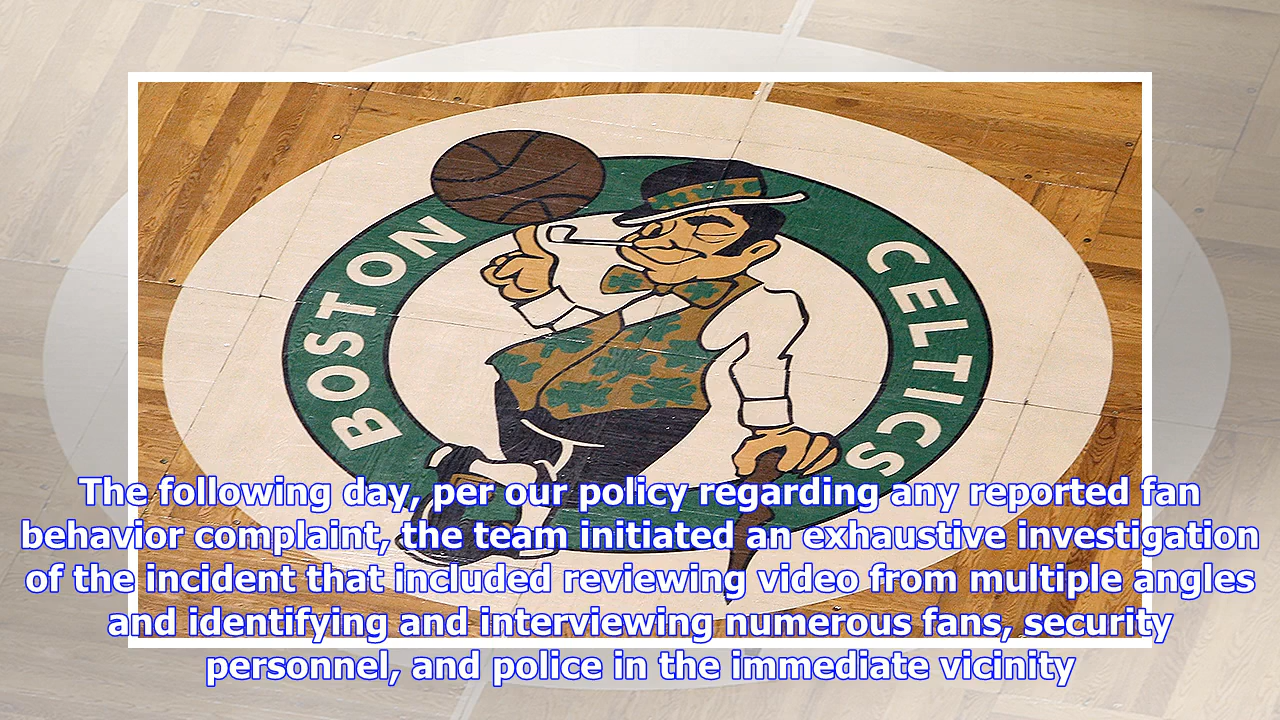 BOSTON
CELTICS
The following day, per our policy regarding any reported fan
behavior complaint, the team initiated an exhaustive investigation
of the incident that included reviewing video from multiple angles
and identifying and interviewing numerous fans, security
personnel, and police in the immediate vicinity